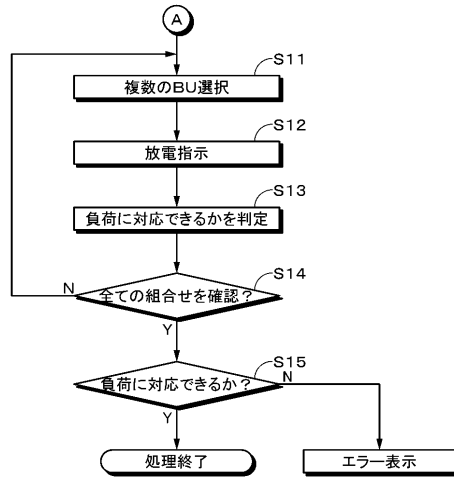 A
S11
複数のBU選択
S12
放電指示
S13
負荷に対応できるかを判定
S14
全ての組合せを確認？
N
Y
S15
負荷に対応できるか？
N
Y
処理終了
エラー表示